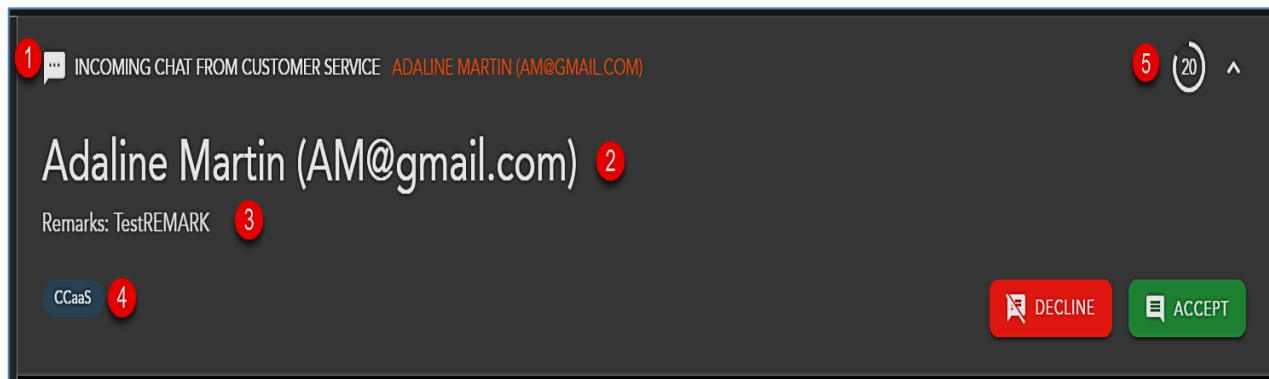 1 INCOMING CHAT FROM CUSTOMER SERVICE ADALINE MARTIN (AM@GMAIL.COM) 5 20
Adaline Martin (AM@gmail.com) 2
Remarks: TestREMARK 3
CCaaS 4
DECLINE ACCEPT